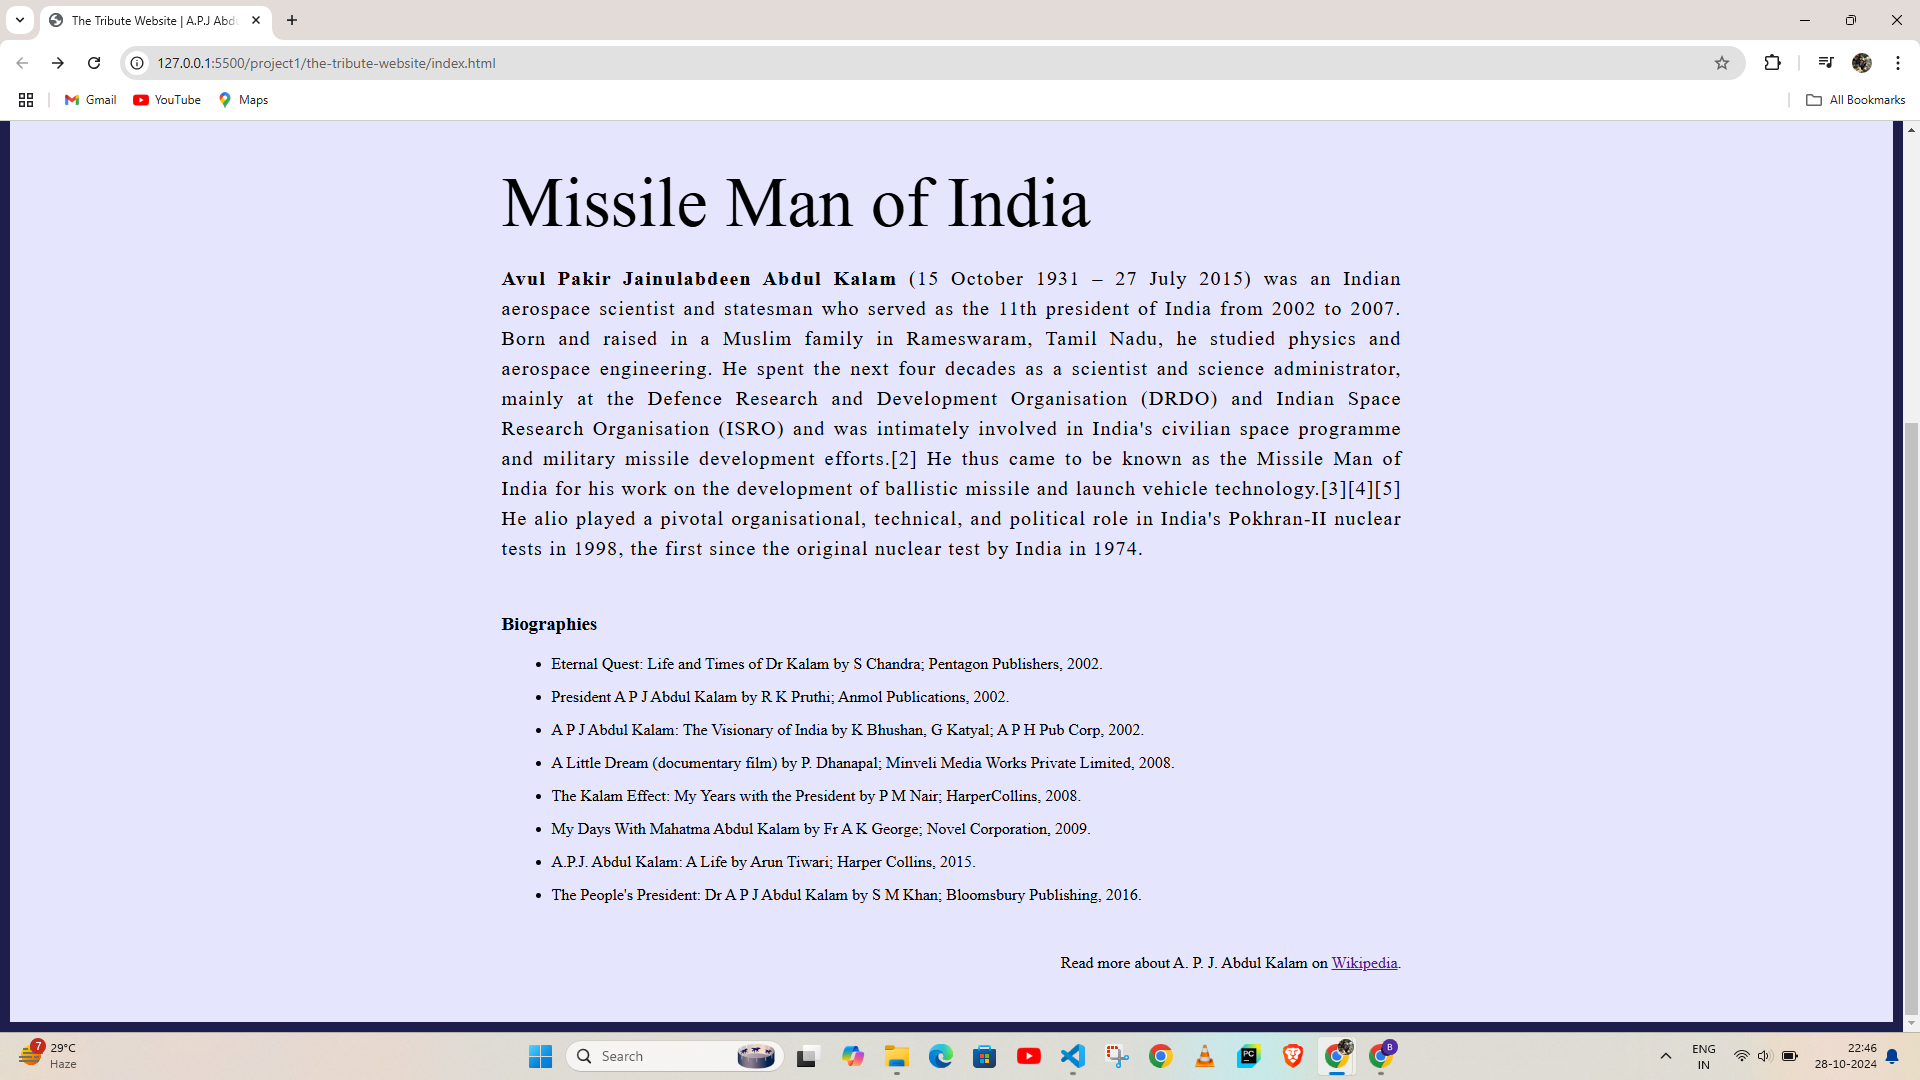 The Tribute Website | A.P.J Abdu
127.0.0.1:5500/project1/the-tribute-website/index.html
Gmail YouTube Maps All Bookmarks
Missile Man of India
Avul Pakir Jainulabdeen Abdul Kalam (15 October 1931 – 27 July 2015) was an Indian
aerospace scientist and statesman who served as the 11th president of India from 2002 to 2007.
Born and raised in a Muslim family in Rameswaram, Tamil Nadu, he studied physics and
aerospace engineering. He spent the next four decades as a scientist and science administrator,
mainly at the Defence Research and Development Organisation (DRDO) and Indian Space
Research Organisation (ISRO) and was intimately involved in India's civilian space programme
and military missile development efforts.[2] He thus came to be known as the Missile Man of
India for his work on the development of ballistic missile and launch vehicle technology.[3][4][5]
He alio played a pivotal organisational, technical, and political role in India's Pokhran-II nuclear
tests in 1998, the first since the original nuclear test by India in 1974.
Biographies
• Eternal Quest: Life and Times of Dr Kalam by S Chandra; Pentagon Publishers, 2002.
• President A P J Abdul Kalam by R K Pruthi; Anmol Publications, 2002.
• A P J Abdul Kalam: The Visionary of India by K Bhushan, G Katyal; A P H Pub Corp, 2002.
• A Little Dream (documentary film) by P. Dhanapal; Minveli Media Works Private Limited, 2008.
• The Kalam Effect: My Years with the President by P M Nair; HarperCollins, 2008.
• My Days With Mahatma Abdul Kalam by Fr A K George; Novel Corporation, 2009.
• A.P.J. Abdul Kalam: A Life by Arun Tiwari; Harper Collins, 2015.
• The People's President: Dr A P J Abdul Kalam by S M Khan; Bloomsbury Publishing, 2016.
Read more about A. P. J. Abdul Kalam on Wikipedia.
7
29°C
Haze
Search
PC
B
ENG
IN
22:46
28-10-2024